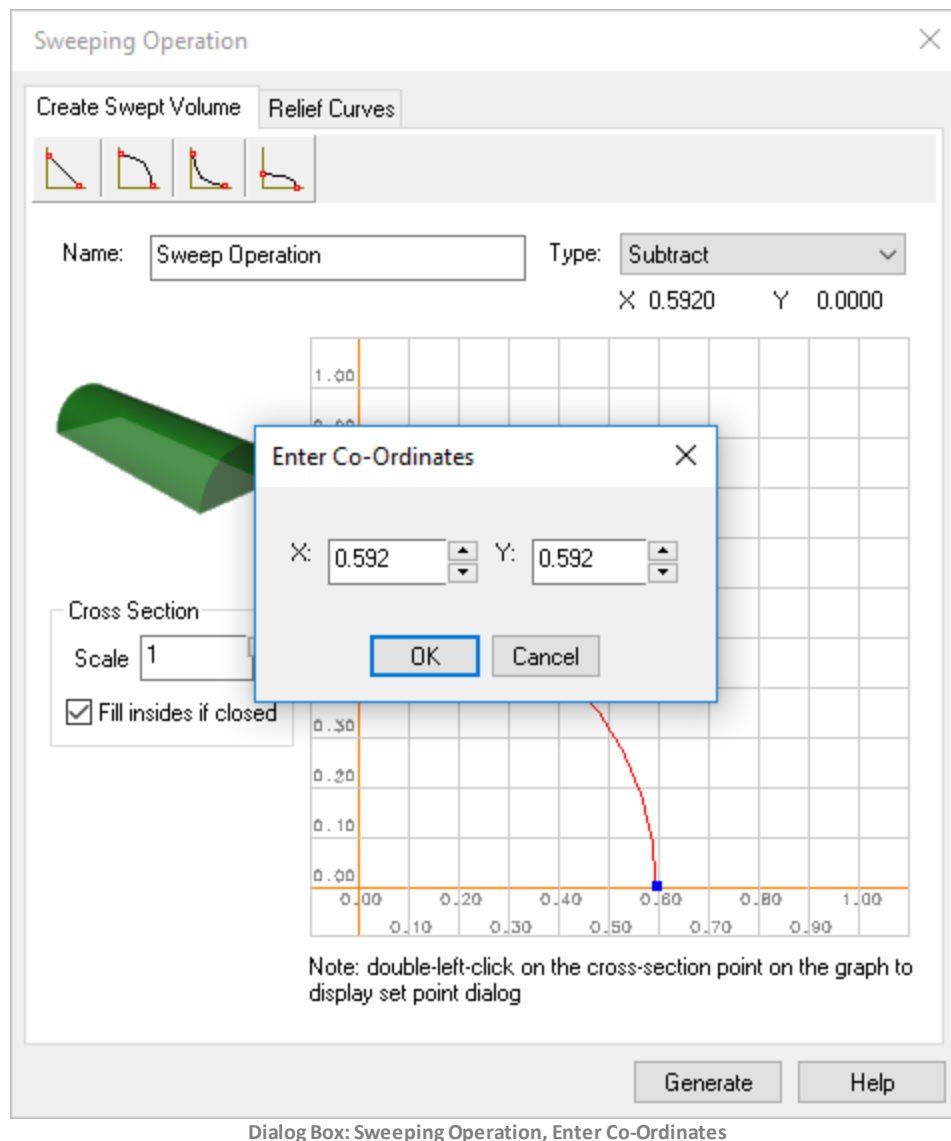 Sweeping Operation
Create Swept Volume Relief Curves
Name: Sweep Operation Type: Subtract
X 0.5920 Y 0.0000
1.00
Enter Co-Ordinates
X: 0.592 Y: 0.592
Cross Section
Scale 1
OK Cancel
Fill insides if closed
0.30
0.20
0.10
0.00
0.00 0.20 0.40 0.60 0.80 1.00
0.10 0.30 0.50 0.70 0.90
Note: double-left-click on the cross-section point on the graph to
display set point dialog
Generate Help
Dialog Box: Sweeping Operation, Enter Co-Ordinates